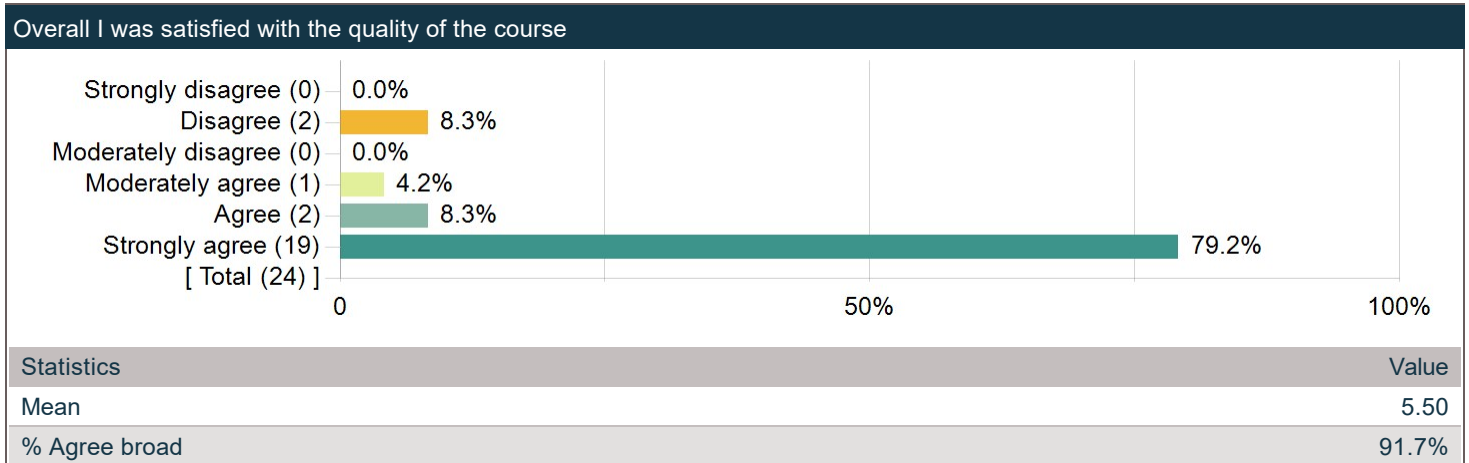 Overall I was satisfied with the quality of the course
Strongly disagree (0) 0.0%
Disagree (2) 8.3%
Moderately disagree (0) 0.0%
Moderately agree (1) 4.2%
Agree (2) 8.3%
Strongly agree (19) 79.2%
[ Total (24) ]
0 50% 100%
Statistics Value
Mean 5.50
% Agree broad 91.7%